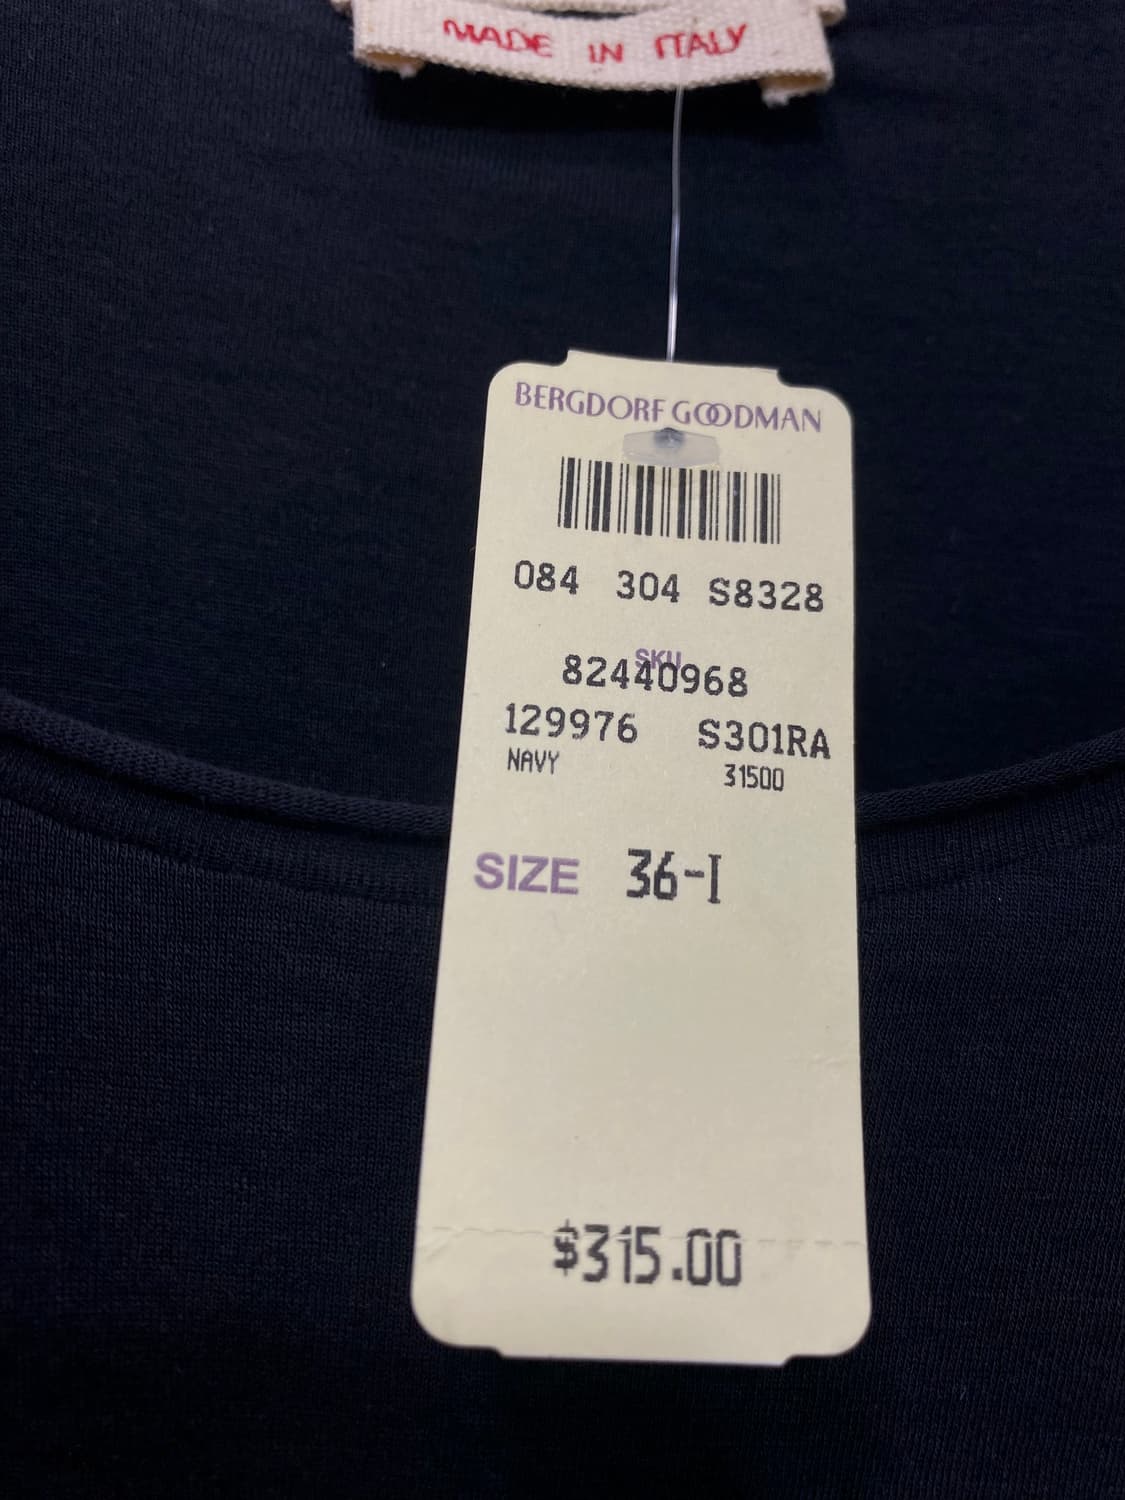 MADE IN ITALY
BERGDORF GOODMAN
084 304 S8328
SKU
82440968
129976 S301RA
NAVY 31500
SIZE 36-I
$315.00